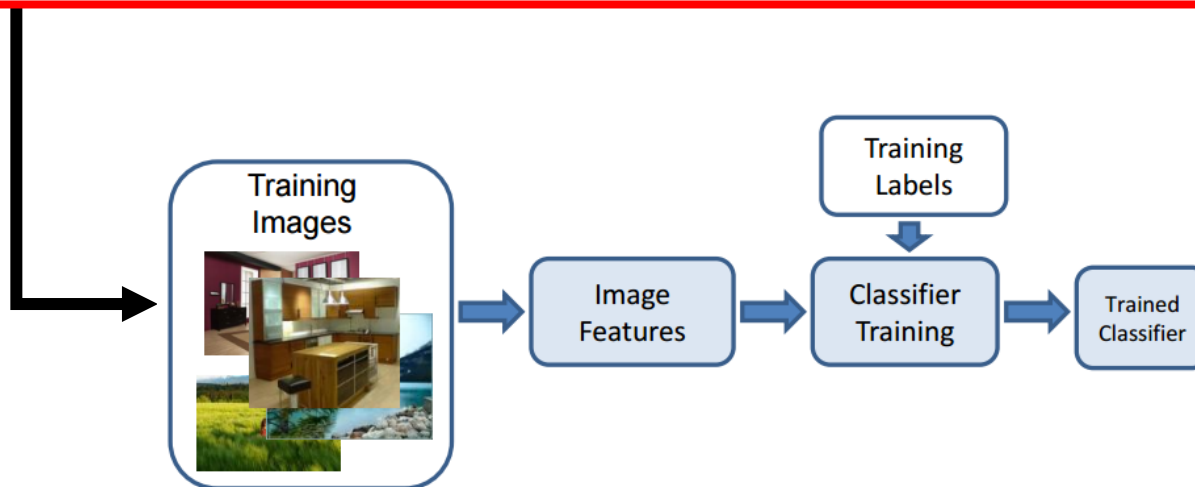 Training
Images
Image
Features
Training
Labels
Classifier
Training
Trained
Classifier